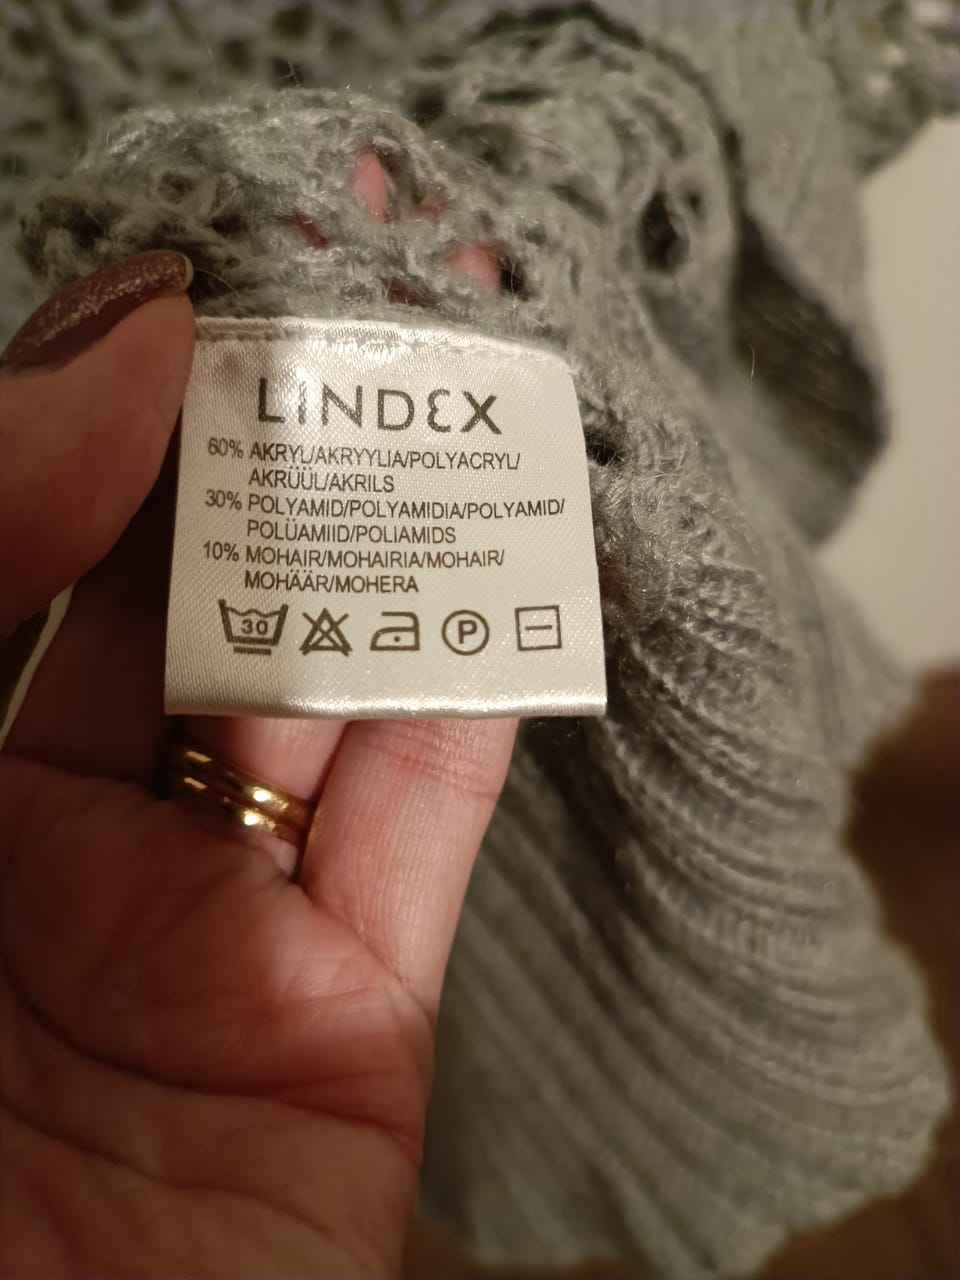 LINDEX
60% AKRYL/AKRYYLIA/POLYACRYL/
AKRÜÜL/AKRILS
30% POLYAMID/POLYAMIDIA/POLYAMID/
POLÜAMIID/POLIAMIDS
10% MOHAIR/MOHAIRIA/MOHAIR/
MOHÄÄR/MOHERA
30 P